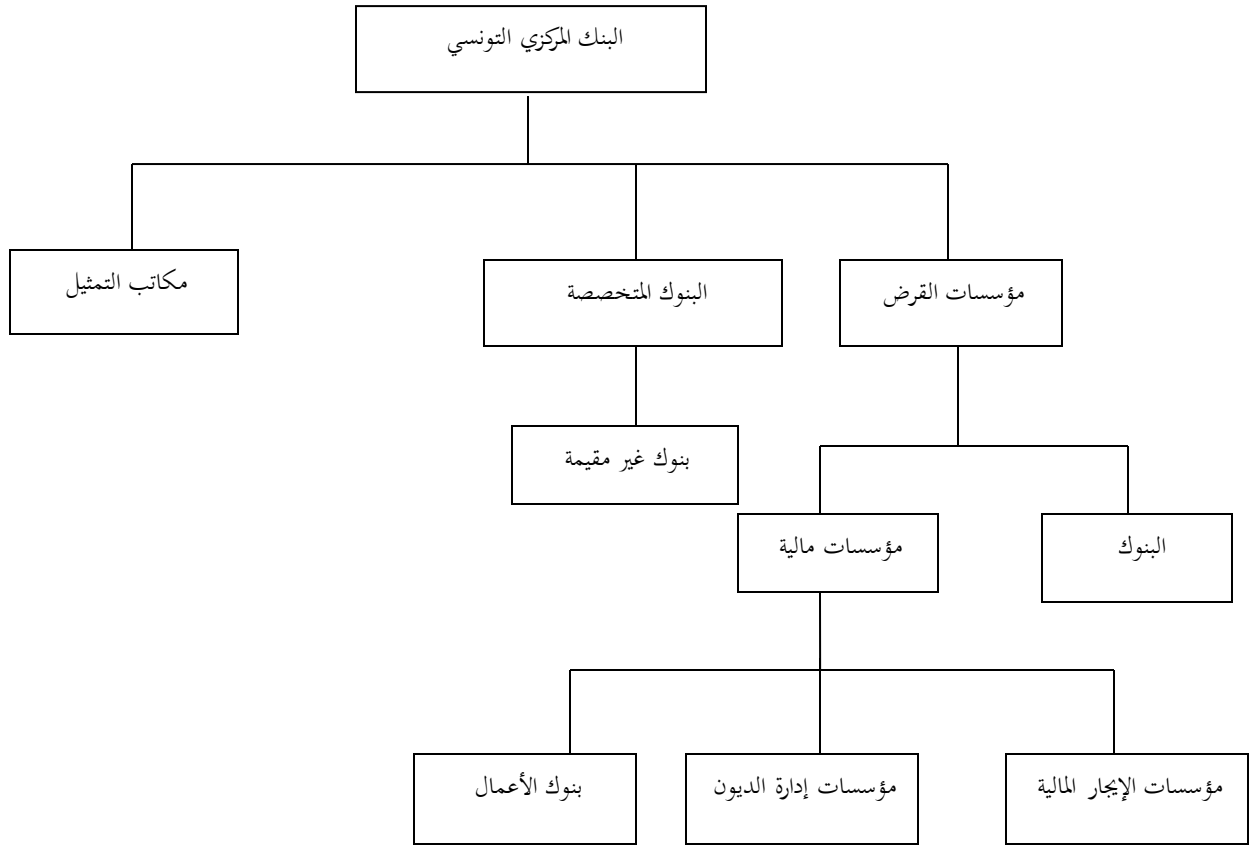 البنك المركزي التونسي
مؤسسات القرض
البنوك المتخصصة
مكاتب التمثيل
بنوك غير مقيمة
البنوك
مؤسسات مالية
مؤسسات الإيجار المالية
مؤسسات إدارة الديون
بنوك الأعمال